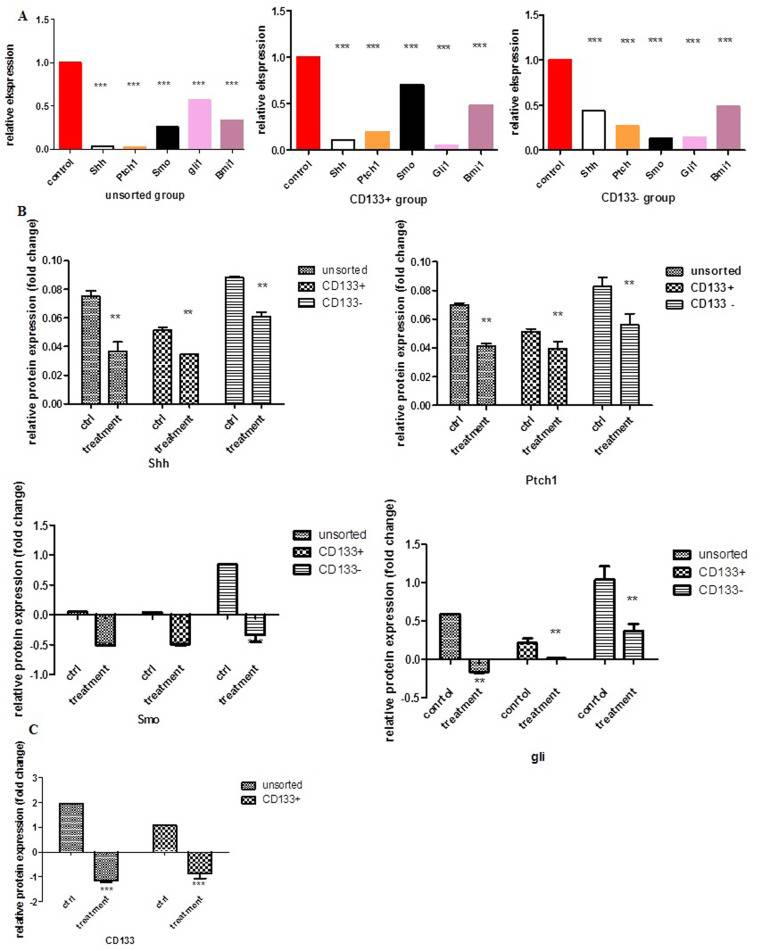 A
relative ekspression
1.5
1.0
0.5
0.0
*** *** *** *** ***
control Shh Ptch1 Smo gli1 Bmi1
unsorted group
relative expression
1.5
1.0
0.5
0.0
*** *** *** *** ***
control Shh Ptch1 Smo Gli1 Bmi1
CD133+ group
relative ekspression
1.5
1.0
0.5
0.0
*** *** *** *** ***
control Shh Ptch Smo Gli1 Bmi1
CD133- group
B
relative protein expression (fold change)
0.10
0.08
0.06
0.04
0.02
0.00
** ** **
ctrl treatment ctrl treatment ctrl treatment
Shh
unsorted
CD133+
CD133-
relative protein expression (fold change)
0.10
0.08
0.06
0.04
0.02
0.00
** ** **
ctrl treatment ctrl treatment ctrl treatment
Ptch1
unsorted
CD133+
CD133 -
relative protein expression (fold change)
1.5
1.0
0.5
0.0
-0.5
-1.0
ctrl treatment ctrl treatment ctrl treatment
Smo
unsorted
CD133+
CD133-
relative protein expression (fold change)
1.5
1.0
0.5
0.0
-0.5
** ** **
conrtol treatment conrtol treatment conrtol treatment
gli
unsorted
CD133+
CD133-
C
relative protein expression (fold change)
3
2
1
0
-1
-2
*** ***
ctrl treatment ctrl treatment
CD133
unsorted
CD133+